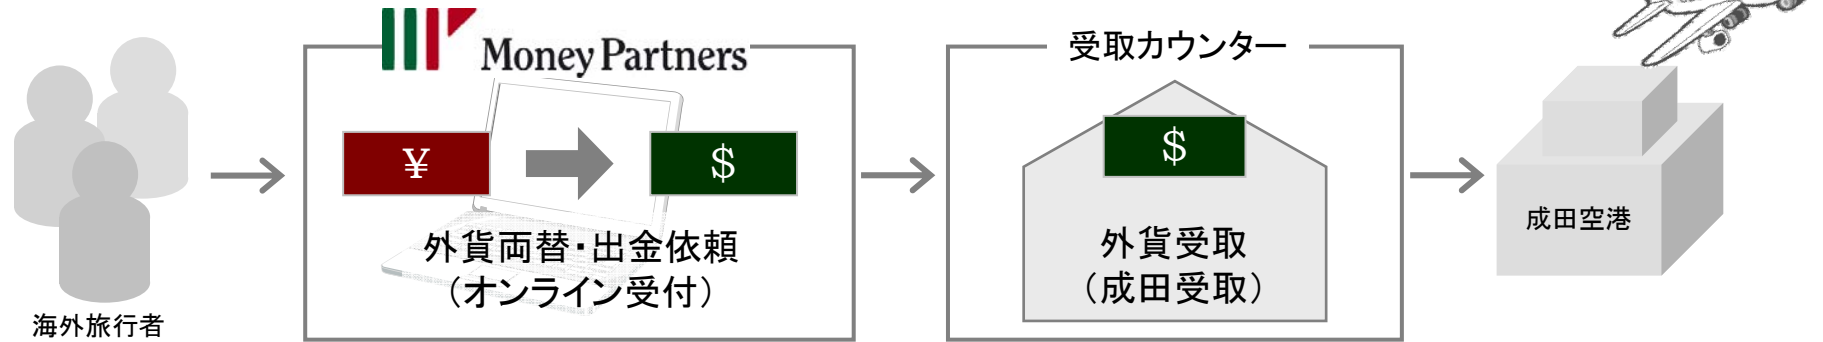 海外旅行者
Money Partners
¥
$
外貨両替・出金依頼
（オンライン受付）
受取カウンター
$
外貨受取
（成田受取）
成田空港